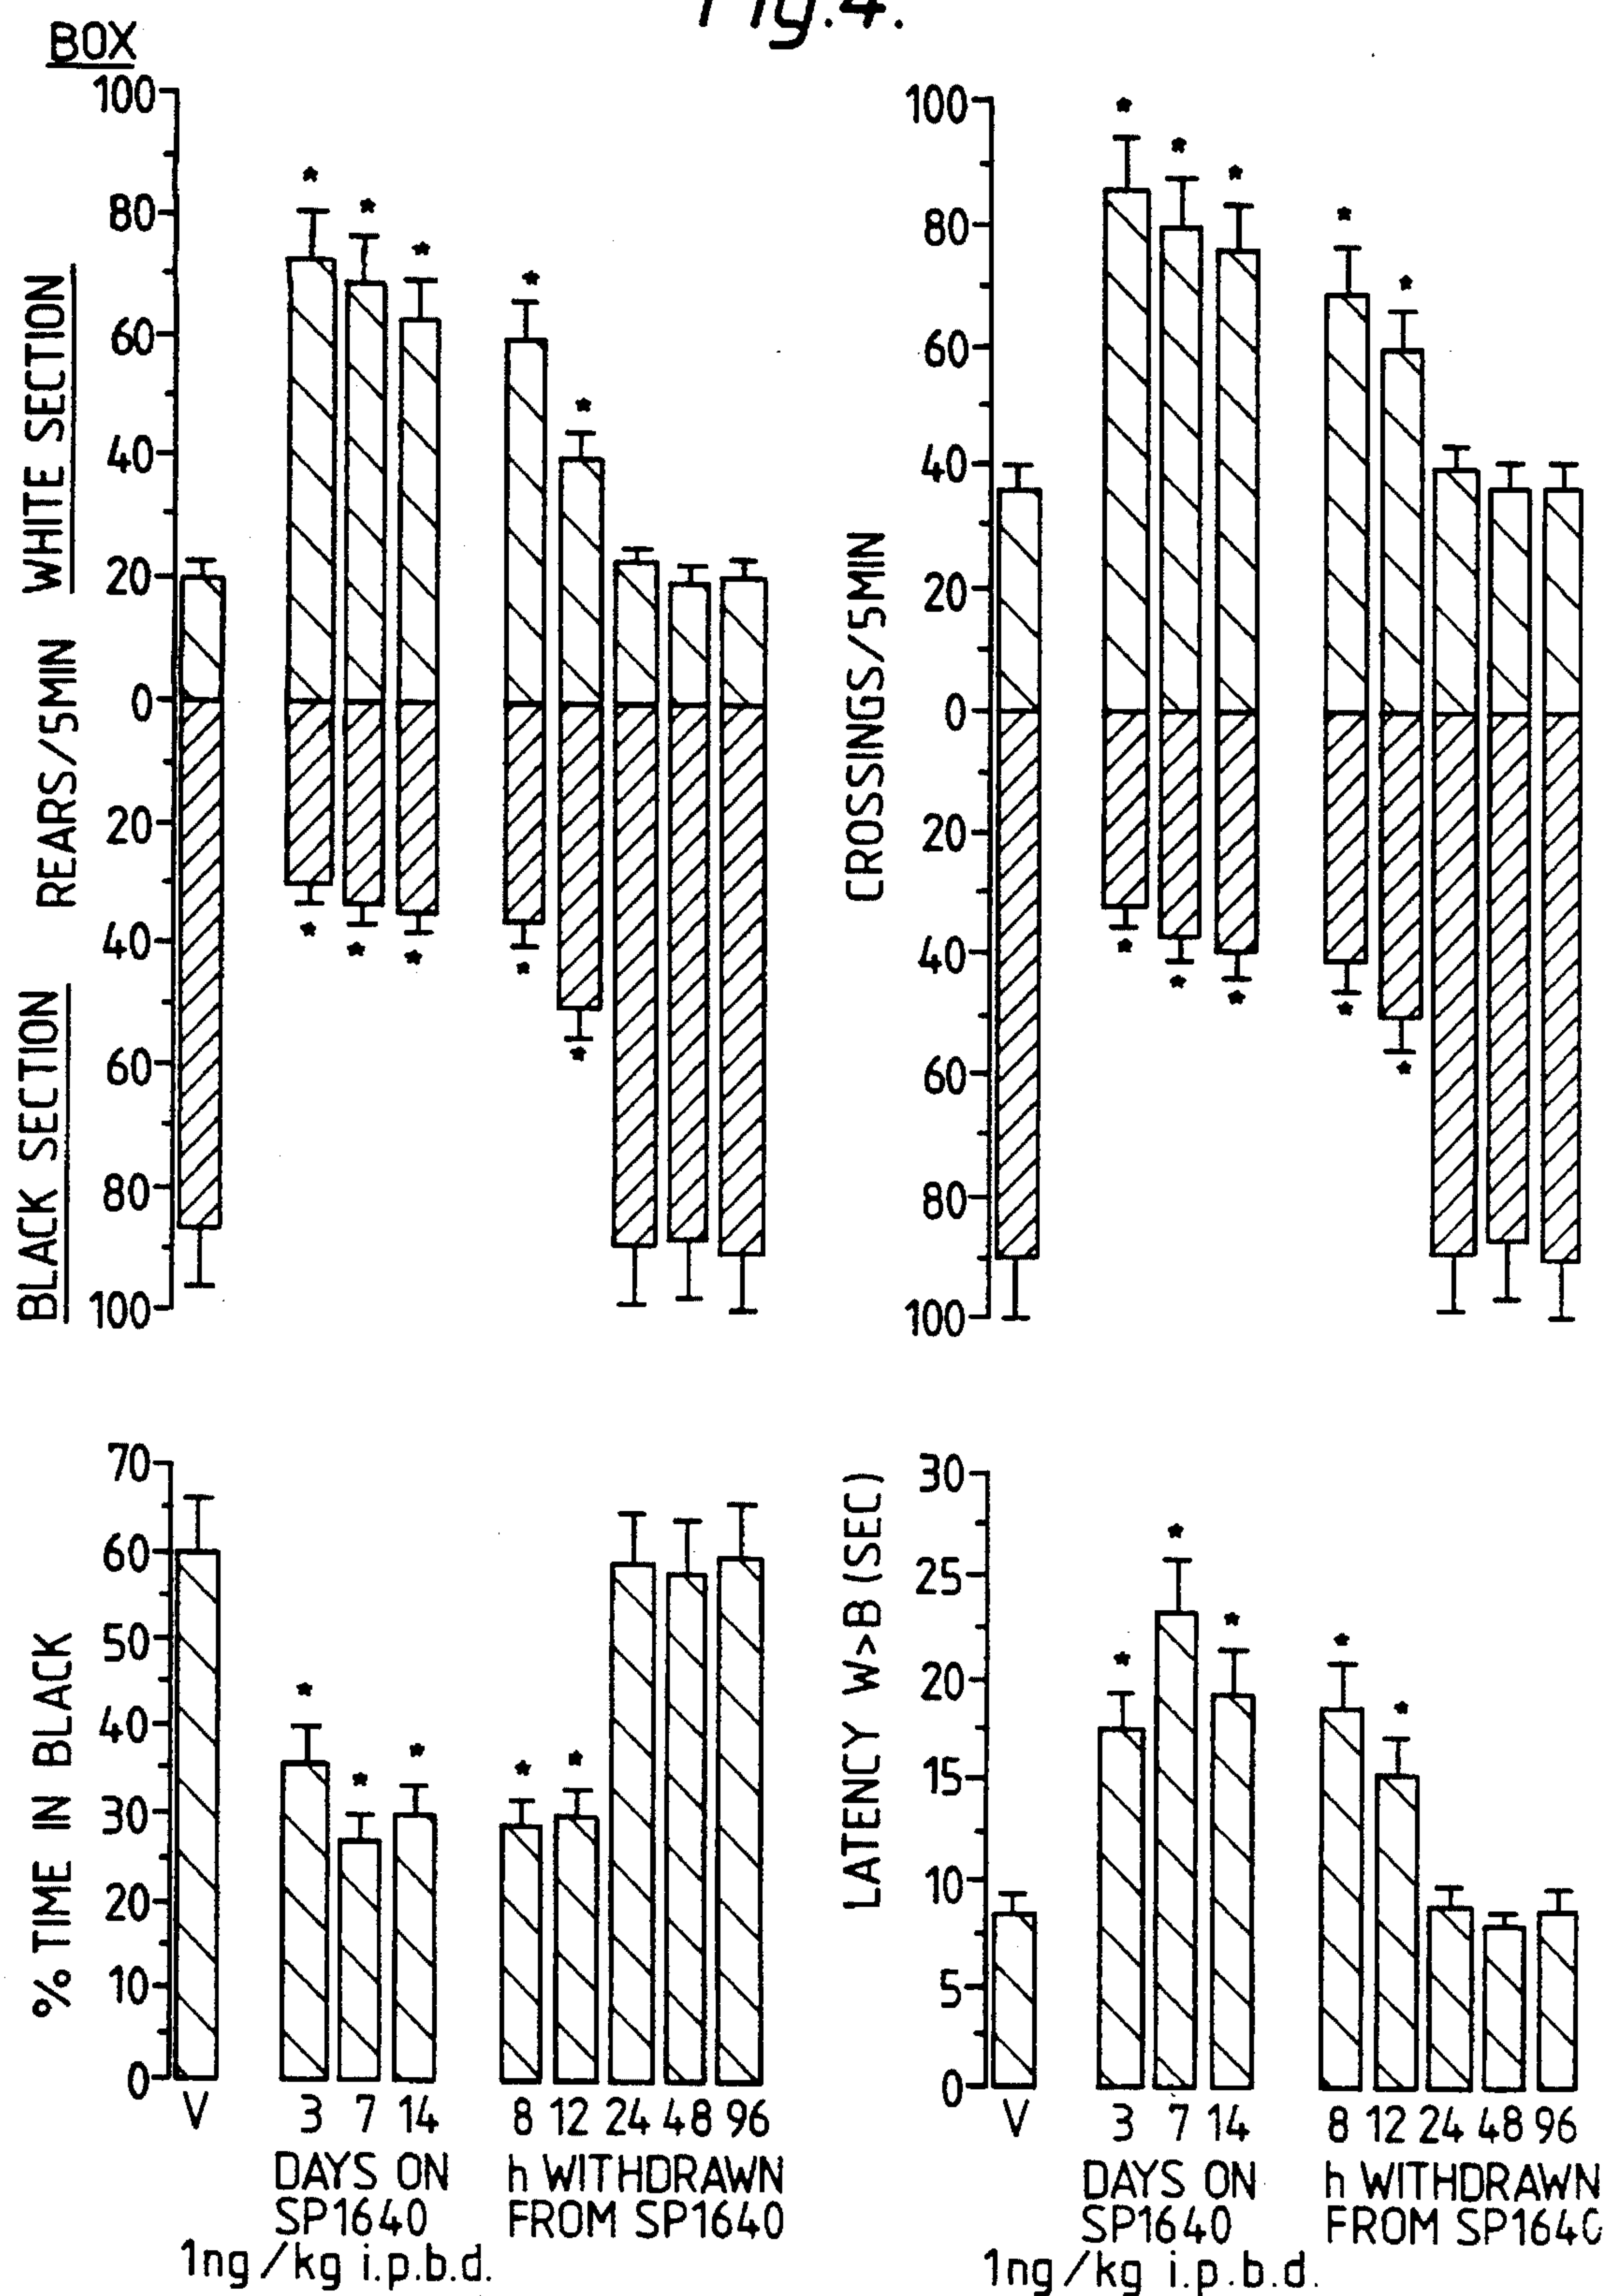 Fig.4.
BOX
100
80
60
40
20
0
20
40
60
80
100
WHITE SECTION
REARS/5MIN
BLACK SECTION
* * * * *
* * * * *
100
80
60
40
20
0
20
40
60
80
100
CROSSINGS/5MIN
* * * * *
* * * * *
70
60
50
40
30
20
10
0
% TIME IN BLACK
* * * * *
V 3 7 14 8 12 24 48 96
DAYS ON h WITHDRAWN
SP1640 FROM SP1640
1ng/kg i.p.b.d.
30
25
20
15
10
5
0
LATENCY W>B (SEC)
* * * * *
V 3 7 14 8 12 24 48 96
DAYS ON h WITHDRAWN
SP1640 FROM SP1640
1ng/kg i.p.b.d.